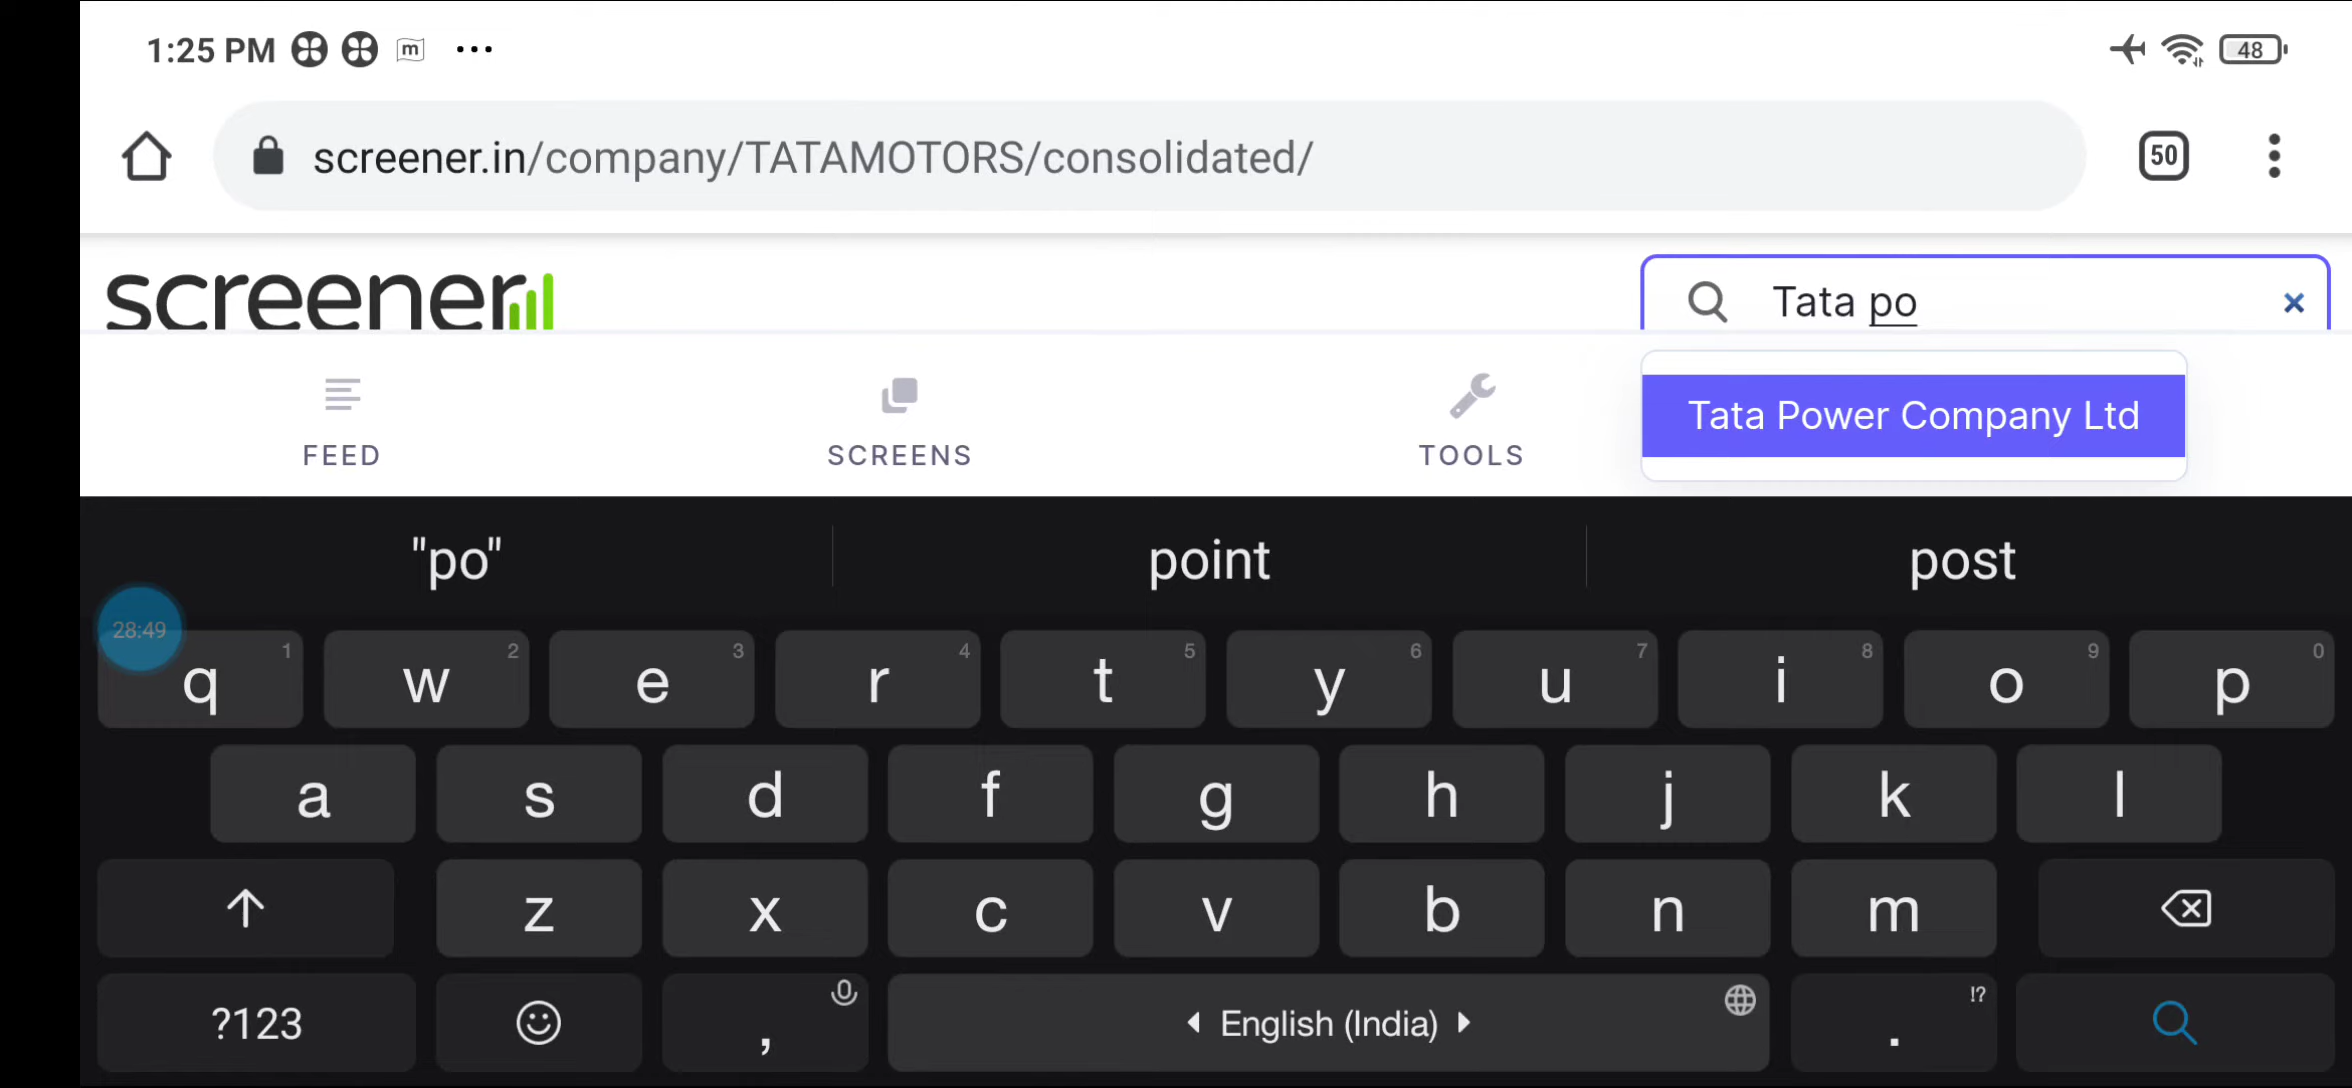 1:25 PM m ...
48
screener.in/company/TATAMOTORS/consolidated/
50
screener
Tata po ×
FEED
SCREENS
TOOLS
Tata Power Company Ltd
"po" point post
28:49
q 1 w 2 e 3 r 4 t 5 y 6 u 7 i 8 o 9 p 0
a s d f g h j k l
z x c v b n m
?123 , English (India) . !?